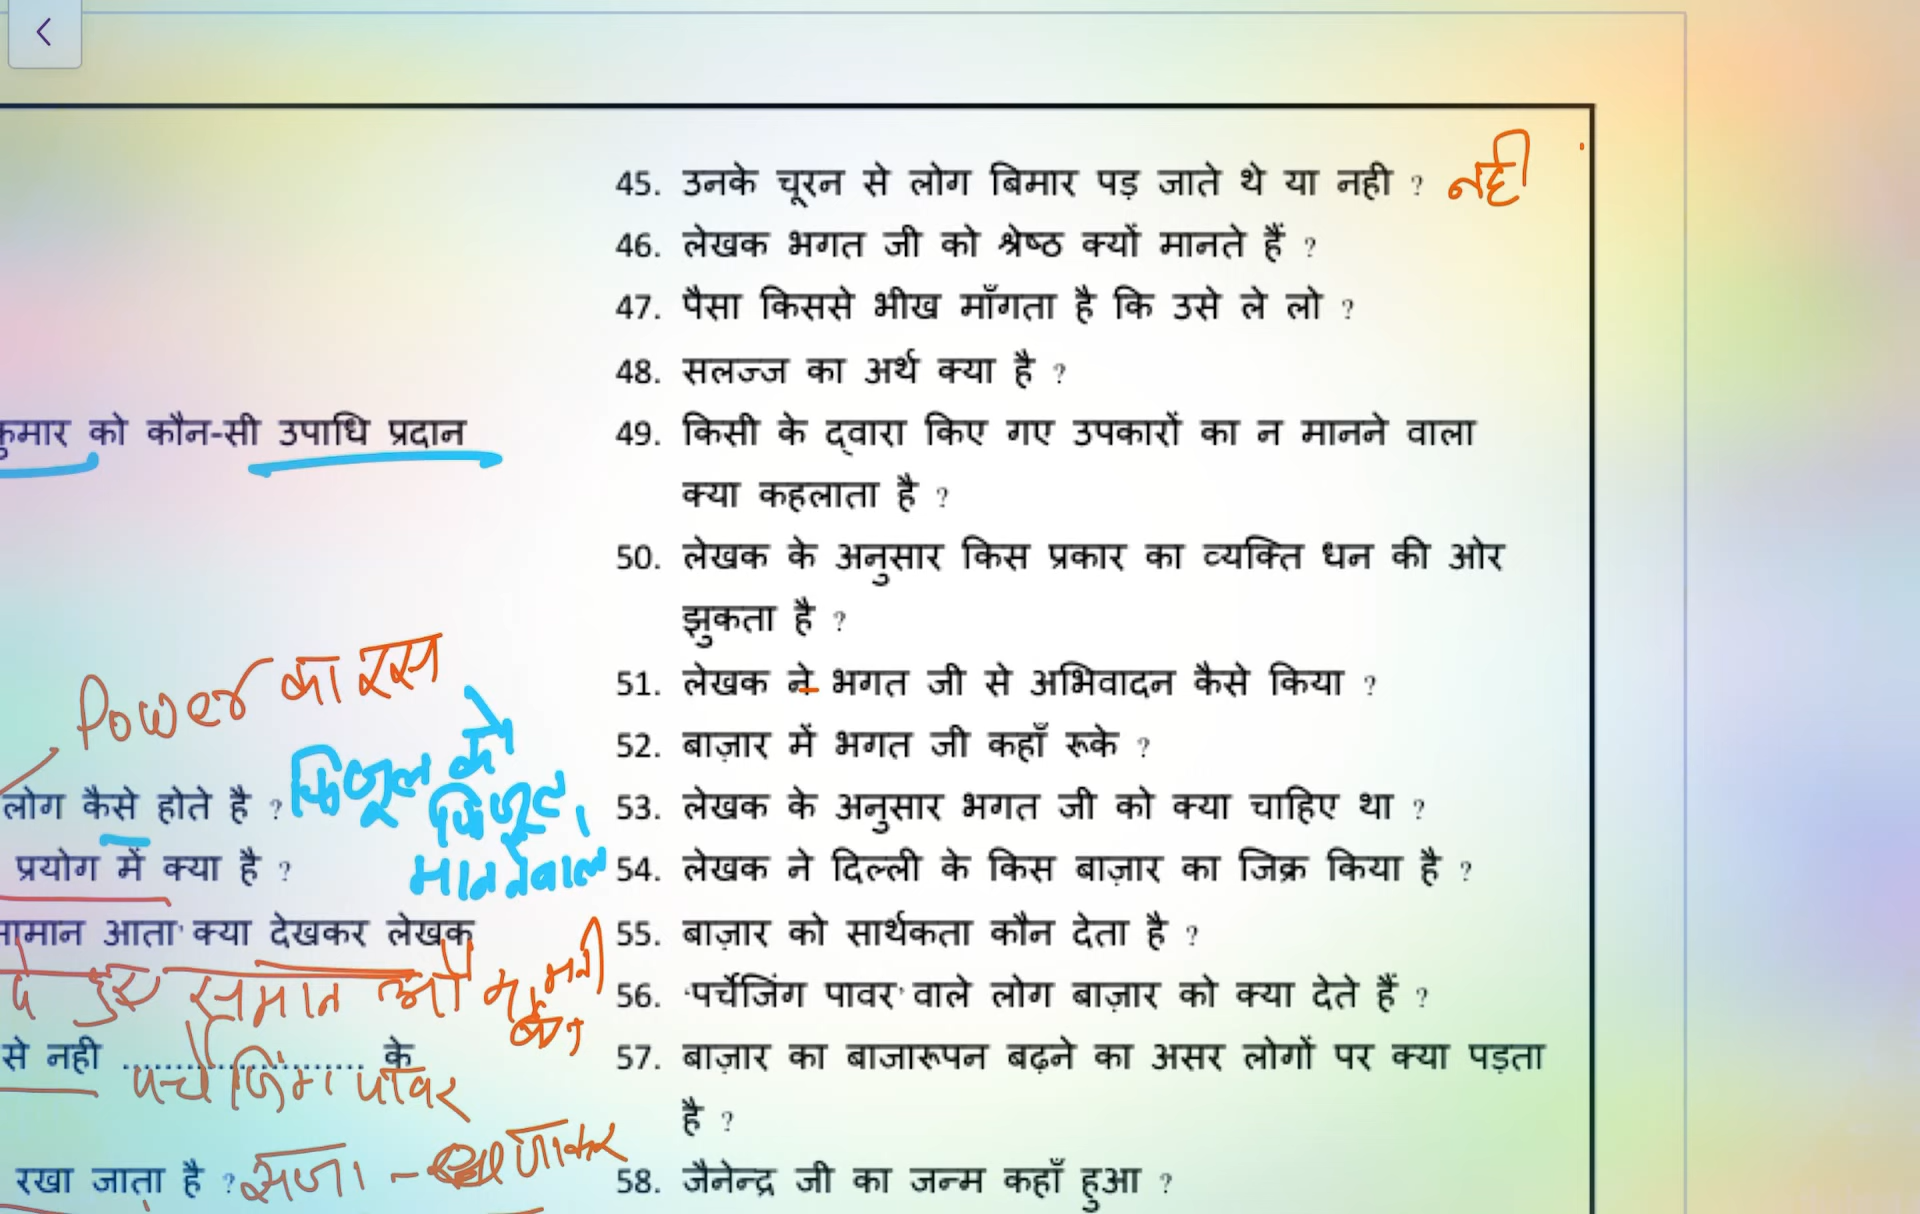 45. उनके चूरन से लोग बिमार पड़ जाते थे या नही ? नही
46. लेखक भगत जी को श्रेष्ठ क्यों मानते हैं ?
47. पैसा किससे भीख माँगता है कि उसे ले लो ?
48. सलज्ज का अर्थ क्या है ?
कुमार को कौन-सी उपाधि प्रदान
49. किसी के द्वारा किए गए उपकारों का न मानने वाला
क्या कहलाता है ?
50. लेखक के अनुसार किस प्रकार का व्यक्ति धन की ओर
झुकता है ?
Power का रस
51. लेखक ने भगत जी से अभिवादन कैसे किया ?
52. बाज़ार में भगत जी कहाँ रूके ?
लोग कैसे होते है ? फिजूल को
फिजूल
मानने वाले
53. लेखक के अनुसार भगत जी को क्या चाहिए था ?
प्रयोग में क्या है ?
54. लेखक ने दिल्ली के किस बाज़ार का जिक्र किया है ?
सामान आता' क्या देखकर लेखक
55. बाज़ार को सार्थकता कौन देता है ?
हुए समान औ मनी
बैग
56. 'पर्चेजिंग पावर' वाले लोग बाज़ार को क्या देते हैं ?
से नही ........................ के
पर्चेजिंग पॉवर
57. बाज़ार का बाजारूपन बढ़ने का असर लोगों पर क्या पड़ता
है ?
रखा जाता है ? सजा -
58. जैनेन्द्र जी का जन्म कहाँ हुआ ?